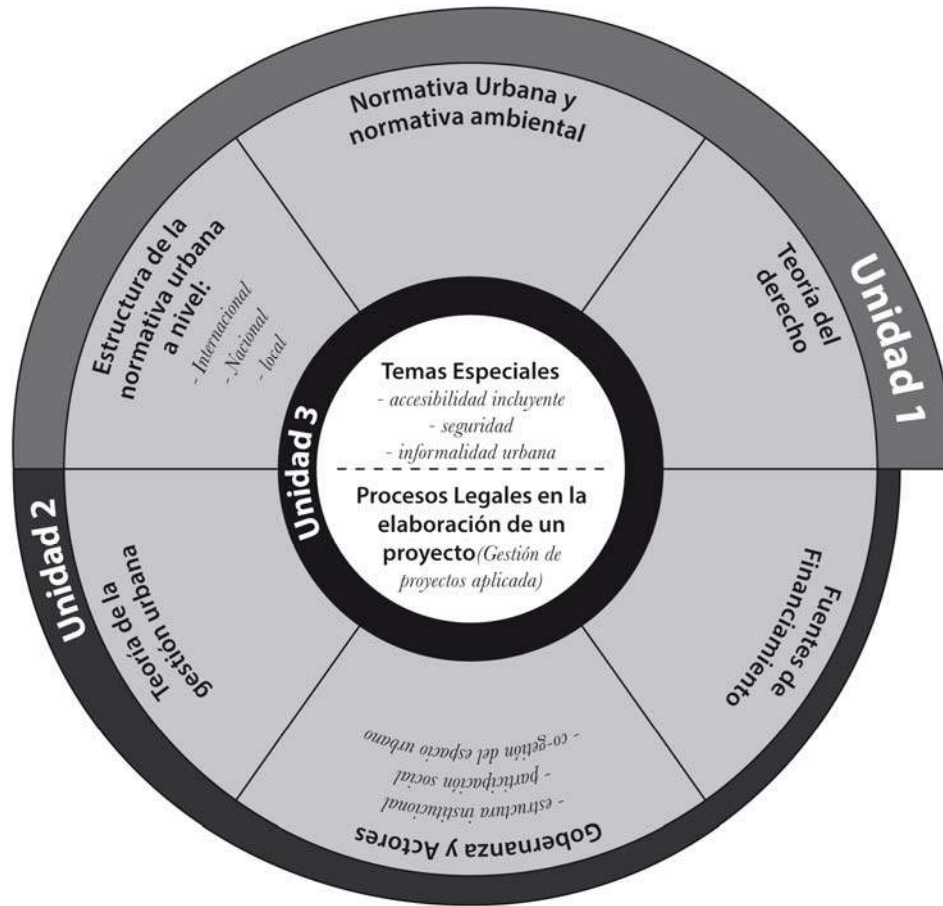 Normativa Urbana y
normativa ambiental
Estructura de la
normativa urbana
a nivel:
- Internacional
- Nacional
- local
Teoría del
derecho
Unidad 1
Unidad 3
Temas Especiales
- accesibilidad incluyente
- seguridad
- informalidad urbana
Procesos Legales en la
elaboración de un
proyecto(Gestión de
proyectos aplicada)
Unidad 2
Teoría de la
gestión urbana
Fuentes de
Financiamiento
Gobernanza y Actores
- estructura institucional
- participación social
- co-getión del espacio urbano